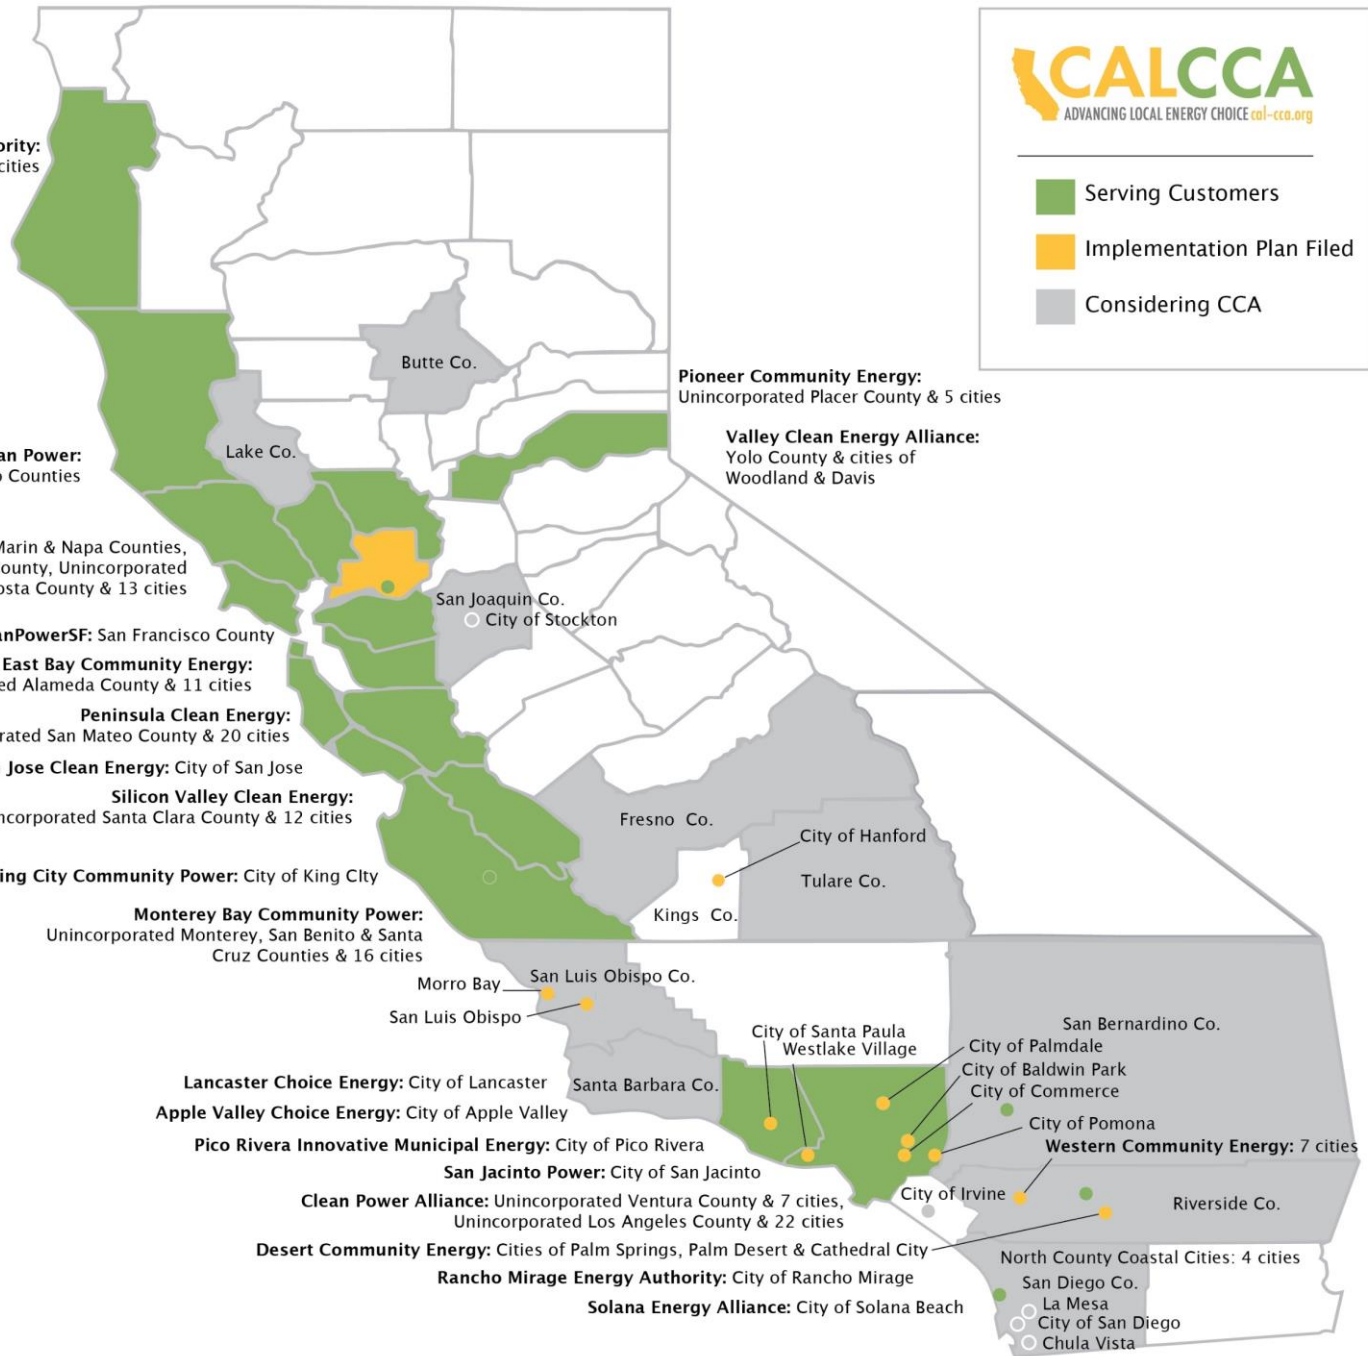 CALCCA
ADVANCING LOCAL ENERGY CHOICE cal-cca.org
Serving Customers
Implementation Plan Filed
Considering CCA
ority:
cities
Butte Co.
Pioneer Community Energy:
Unincorporated Placer County & 5 cities
Valley Clean Energy Alliance:
Yolo County & cities of
Woodland & Davis
Lake Co.
an Power:
o Counties
Marin & Napa Counties,
ounty, Unincorporated
osta County & 13 cities
San Joaquin Co.
City of Stockton
anPowerSF: San Francisco County
East Bay Community Energy:
ed Alameda County & 11 cities
Peninsula Clean Energy:
rated San Mateo County & 20 cities
Jose Clean Energy: City of San Jose
Silicon Valley Clean Energy:
ncorporated Santa Clara County & 12 cities
Fresno Co.
City of Hanford
Tulare Co.
Kings Co.
ing City Community Power: City of King CIty
Monterey Bay Community Power:
Unincorporated Monterey, San Benito & Santa
Cruz Counties & 16 cities
Morro Bay
San Luis Obispo Co.
San Luis Obispo
City of Santa Paula
Westlake Village
San Bernardino Co.
City of Palmdale
City of Baldwin Park
City of Commerce
City of Pomona
Santa Barbara Co.
Lancaster Choice Energy: City of Lancaster
Apple Valley Choice Energy: City of Apple Valley
Pico Rivera Innovative Municipal Energy: City of Pico Rivera
Western Community Energy: 7 cities
San Jacinto Power: City of San Jacinto
Clean Power Alliance: Unincorporated Ventura County & 7 cities,
Unincorporated Los Angeles County & 22 cities
City of Irvine
Riverside Co.
Desert Community Energy: Cities of Palm Springs, Palm Desert & Cathedral City
North County Coastal Cities: 4 cities
Rancho Mirage Energy Authority: City of Rancho Mirage
San Diego Co.
Solana Energy Alliance: City of Solana Beach
La Mesa
City of San Diego
Chula Vista